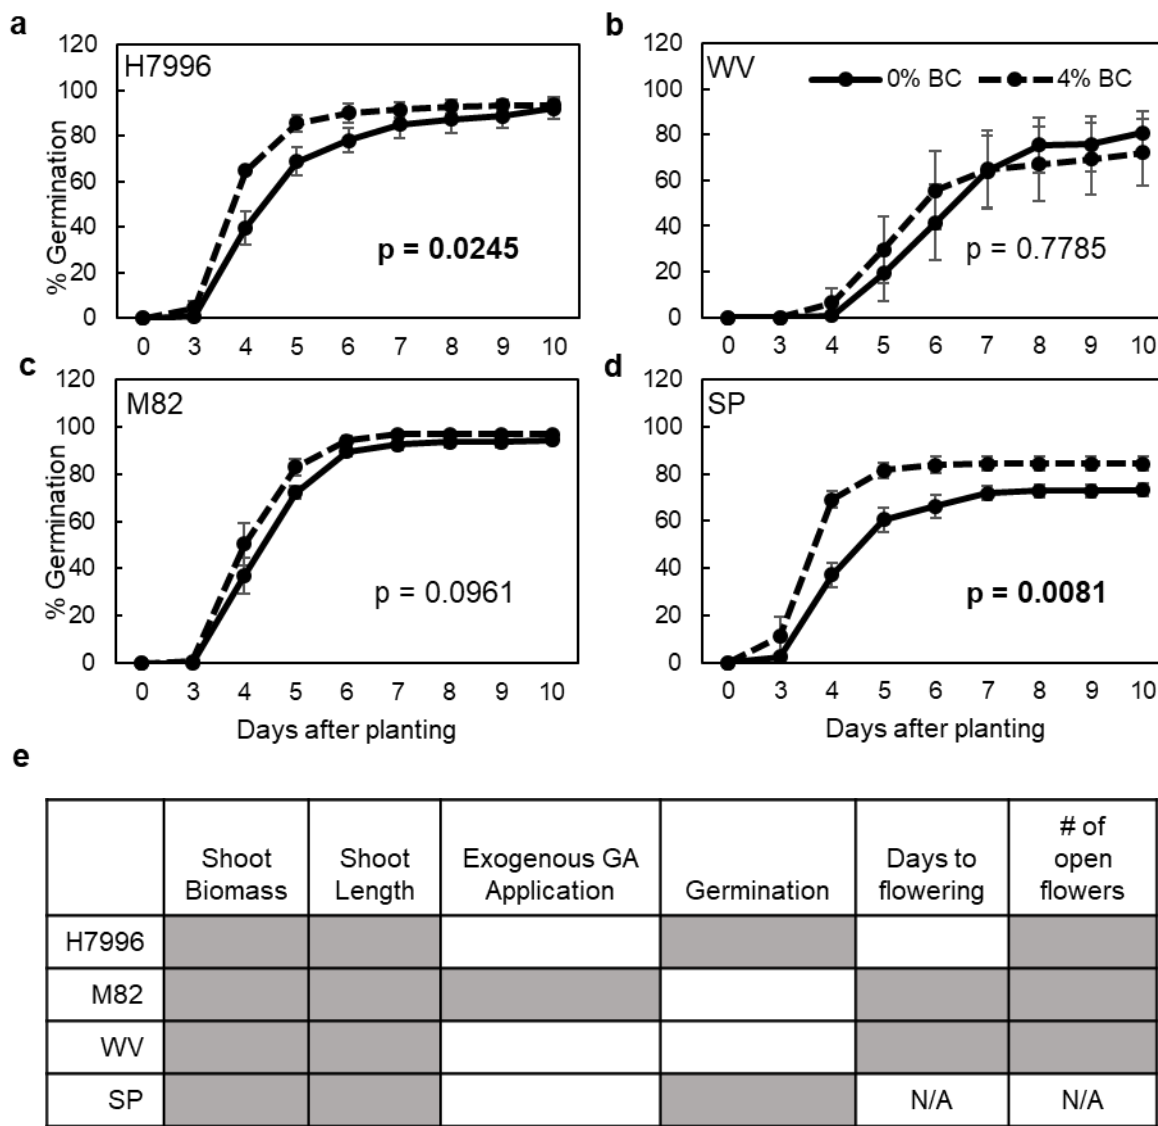 a
H7996
% Germination
120
100
80
60
40
20
0
p = 0.0245
0 3 4 5 6 7 8 9 10
b
WV
0% BC 4% BC
120
100
80
60
40
20
0
p = 0.7785
0 3 4 5 6 7 8 9 10
c
M82
% Germination
120
100
80
60
40
20
0
p = 0.0961
0 3 4 5 6 7 8 9 10
Days after planting
d
SP
120
100
80
60
40
20
0
p = 0.0081
0 3 4 5 6 7 8 9 10
Days after planting
e
Shoot
Biomass
Shoot
Length
Exogenous GA
Application
Germination
Days to
flowering
# of
open
flowers
H7996
M82
WV
SP N/A N/A